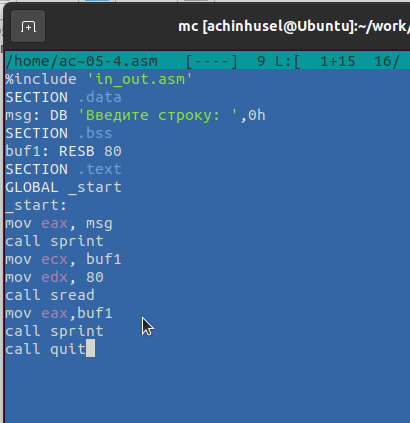 mc [achinhusel@Ubuntu]:~/work/
/home/ac~05-4.asm [----] 9 L:[ 1+15 16/
%include 'in_out.asm'
SECTION .data
msg: DB 'Введите строку: ',0h
SECTION .bss
buf1: RESB 80
SECTION .text
GLOBAL _start
_start:
mov eax, msg
call sprint
mov ecx, buf1
mov edx, 80
call sread
mov eax,buf1
call sprint
call quit